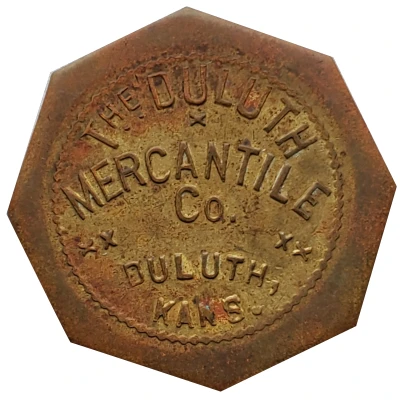 THE DULUTH
MERCANTILE
Co.
DULUTH,
KANS.